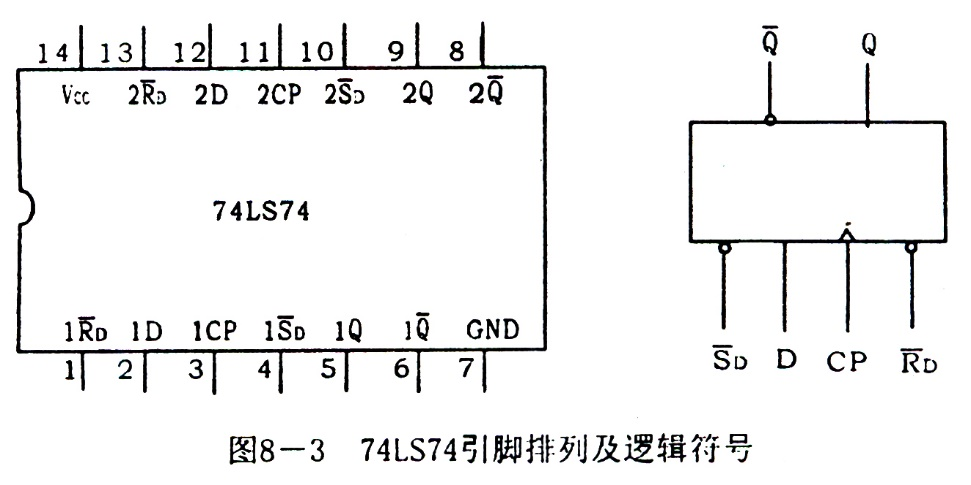 14 13 12 11 10 9 8
Vcc 2R̅D 2D 2CP 2S̅D 2Q 2Q̅
74LS74
1R̅D 1D 1CP 1S̅D 1Q 1Q̅ GND
1 2 3 4 5 6 7
Q̅ Q
S̅D D CP R̅D
图8-3 74LS74引脚排列及逻辑符号